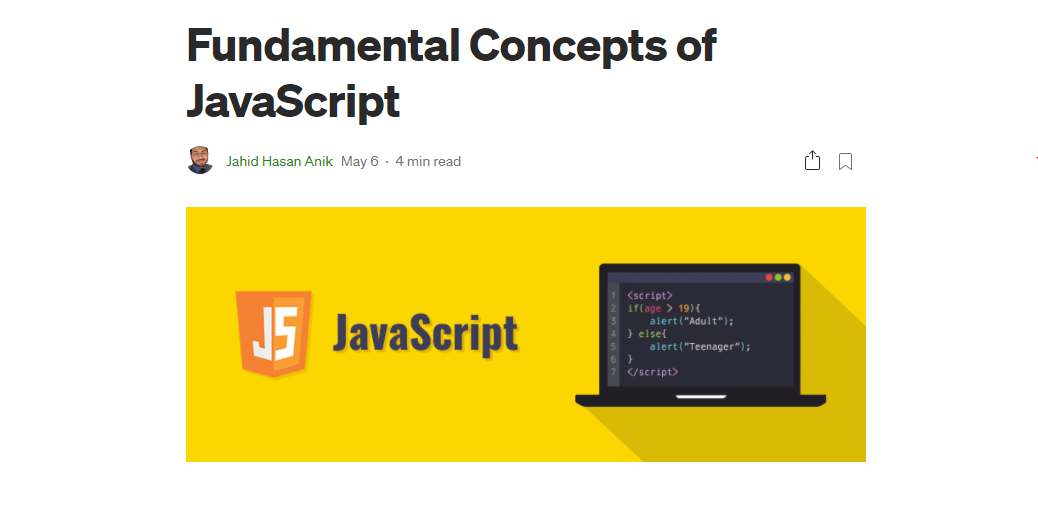 Fundamental Concepts of
JavaScript
Jahid Hasan Anik May 6 · 4 min read
JS JavaScript
1 <script>
2 if(age > 19){
3 alert("Adult");
4 } else{
5 alert("Teenager");
6 }
7 </script>